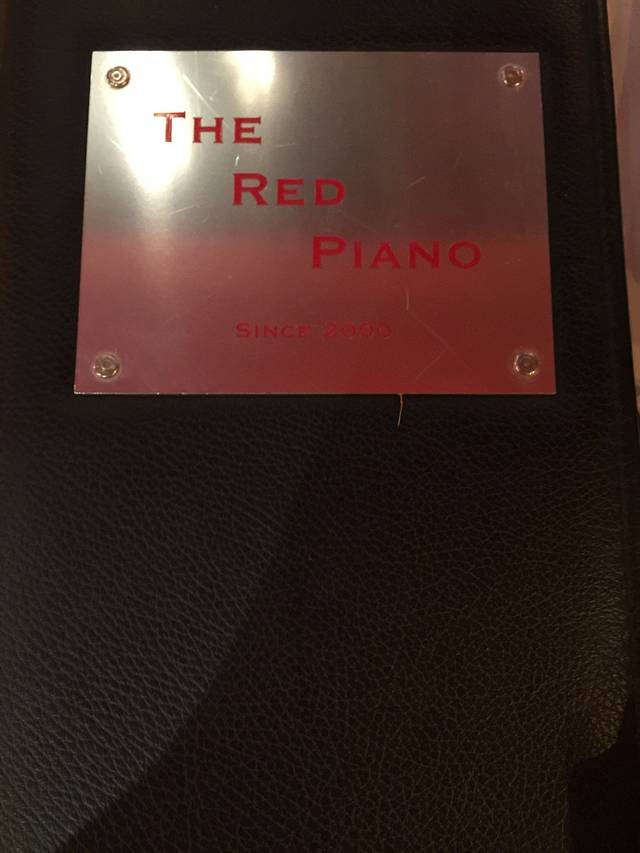 THE
RED
PIANO
SINCE 2000